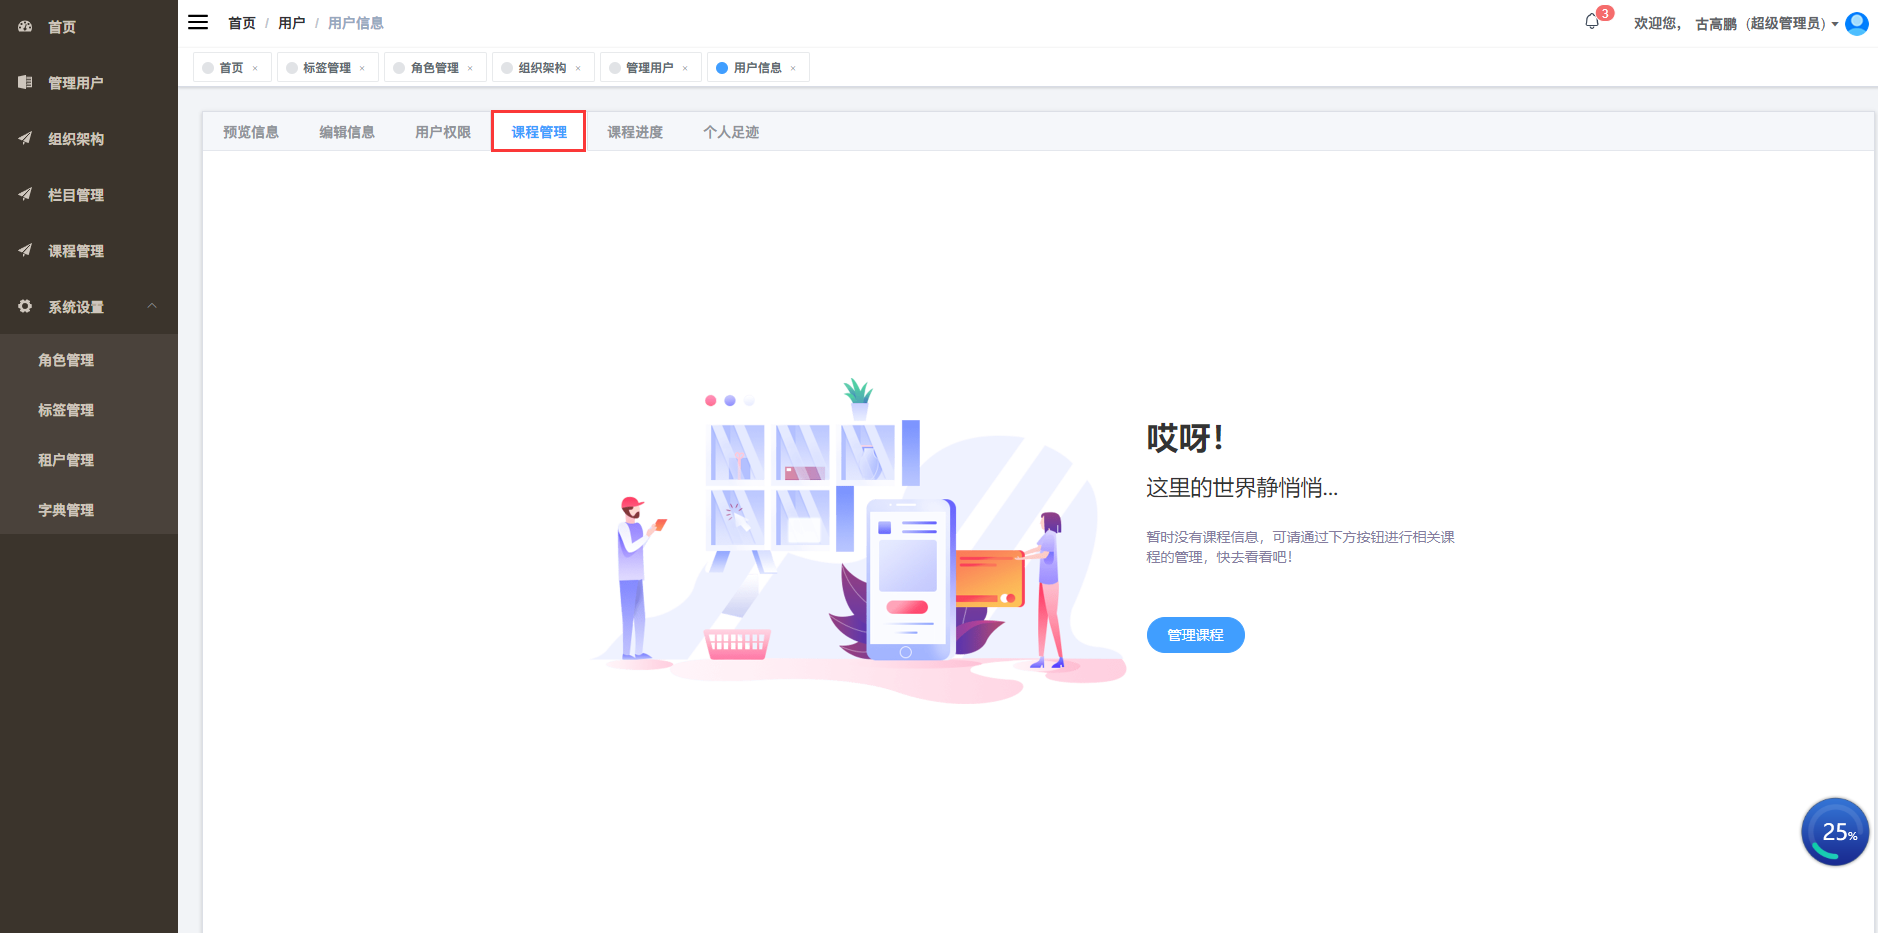 首页
管理用户
组织架构
栏目管理
课程管理
系统设置
角色管理
标签管理
租户管理
字典管理
首页 / 用户 / 用户信息
3
欢迎您， 古高鹏（超级管理员）
首页 × 标签管理 × 角色管理 × 组织架构 × 管理用户 × 用户信息 ×
预览信息 编辑信息 用户权限 课程管理 课程进度 个人足迹
哎呀！
这里的世界静悄悄...
暂时没有课程信息，可请通过下方按钮进行相关课
程的管理，快去看看吧！
管理课程
25%